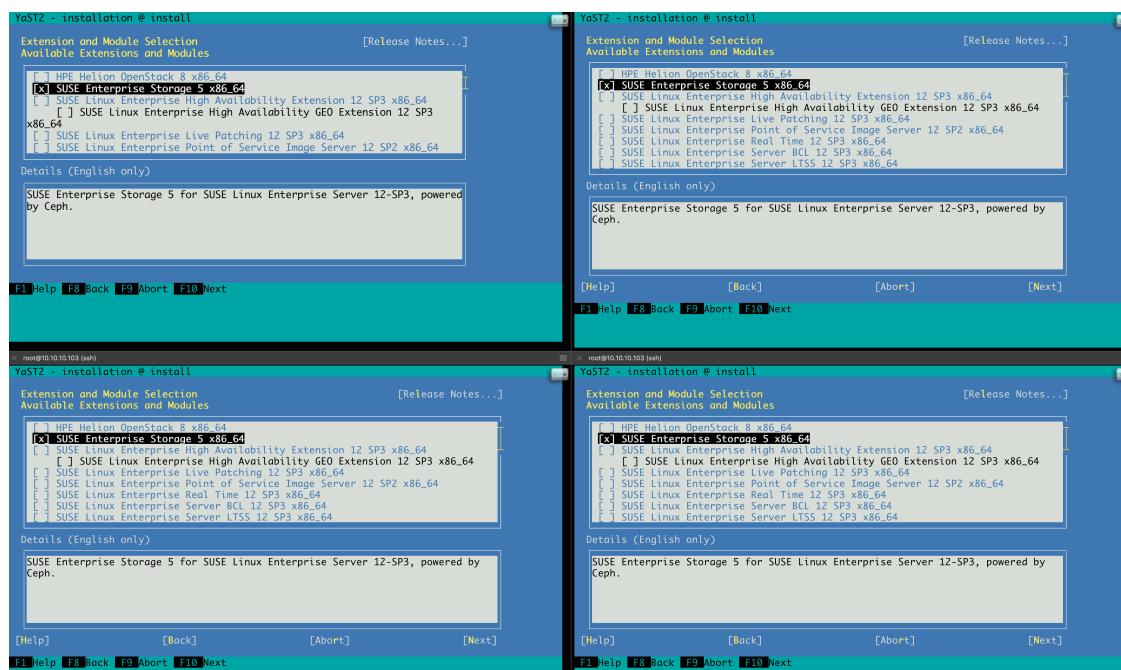 YaST2 - installation @ install
Extension and Module Selection [Release Notes...]
Available Extensions and Modules
[ ] HPE Helion OpenStack 8 x86_64
[x] SUSE Enterprise Storage 5 x86_64
[ ] SUSE Linux Enterprise High Availability Extension 12 SP3 x86_64
[ ] SUSE Linux Enterprise High Availability GEO Extension 12 SP3
x86_64
[ ] SUSE Linux Enterprise Live Patching 12 SP3 x86_64
[ ] SUSE Linux Enterprise Point of Service Image Server 12 SP2 x86_64
Details (English only)
SUSE Enterprise Storage 5 for SUSE Linux Enterprise Server 12-SP3, powered
by Ceph.
F1 Help F8 Back F9 Abort F10 Next
YaST2 - installation @ install
Extension and Module Selection [Release Notes...]
Available Extensions and Modules
[ ] HPE Helion OpenStack 8 x86_64
[x] SUSE Enterprise Storage 5 x86_64
[ ] SUSE Linux Enterprise High Availability Extension 12 SP3 x86_64
[ ] SUSE Linux Enterprise High Availability GEO Extension 12 SP3 x86_64
[ ] SUSE Linux Enterprise Live Patching 12 SP3 x86_64
[ ] SUSE Linux Enterprise Point of Service Image Server 12 SP2 x86_64
[ ] SUSE Linux Enterprise Real Time 12 SP3 x86_64
[ ] SUSE Linux Enterprise Server BCL 12 SP3 x86_64
[ ] SUSE Linux Enterprise Server LTSS 12 SP3 x86_64
Details (English only)
SUSE Enterprise Storage 5 for SUSE Linux Enterprise Server 12-SP3, powered by
Ceph.
[Help] [Back] [Abort] [Next]
F1 Help F8 Back F9 Abort F10 Next
root@10.10.10.103 (ssh)
YaST2 - installation @ install
Extension and Module Selection [Release Notes...]
Available Extensions and Modules
[ ] HPE Helion OpenStack 8 x86_64
[x] SUSE Enterprise Storage 5 x86_64
[ ] SUSE Linux Enterprise High Availability Extension 12 SP3 x86_64
[ ] SUSE Linux Enterprise High Availability GEO Extension 12 SP3 x86_64
[ ] SUSE Linux Enterprise Live Patching 12 SP3 x86_64
[ ] SUSE Linux Enterprise Point of Service Image Server 12 SP2 x86_64
[ ] SUSE Linux Enterprise Real Time 12 SP3 x86_64
[ ] SUSE Linux Enterprise Server BCL 12 SP3 x86_64
[ ] SUSE Linux Enterprise Server LTSS 12 SP3 x86_64
Details (English only)
SUSE Enterprise Storage 5 for SUSE Linux Enterprise Server 12-SP3, powered by
Ceph.
[Help] [Back] [Abort] [Next]
F1 Help F8 Back F9 Abort F10 Next
root@10.10.10.103 (ssh)
YaST2 - installation @ install
Extension and Module Selection [Release Notes...]
Available Extensions and Modules
[ ] HPE Helion OpenStack 8 x86_64
[x] SUSE Enterprise Storage 5 x86_64
[ ] SUSE Linux Enterprise High Availability Extension 12 SP3 x86_64
[ ] SUSE Linux Enterprise High Availability GEO Extension 12 SP3 x86_64
[ ] SUSE Linux Enterprise Live Patching 12 SP3 x86_64
[ ] SUSE Linux Enterprise Point of Service Image Server 12 SP2 x86_64
[ ] SUSE Linux Enterprise Real Time 12 SP3 x86_64
[ ] SUSE Linux Enterprise Server BCL 12 SP3 x86_64
[ ] SUSE Linux Enterprise Server LTSS 12 SP3 x86_64
Details (English only)
SUSE Enterprise Storage 5 for SUSE Linux Enterprise Server 12-SP3, powered by
Ceph.
[Help] [Back] [Abort] [Next]
F1 Help F8 Back F9 Abort F10 Next